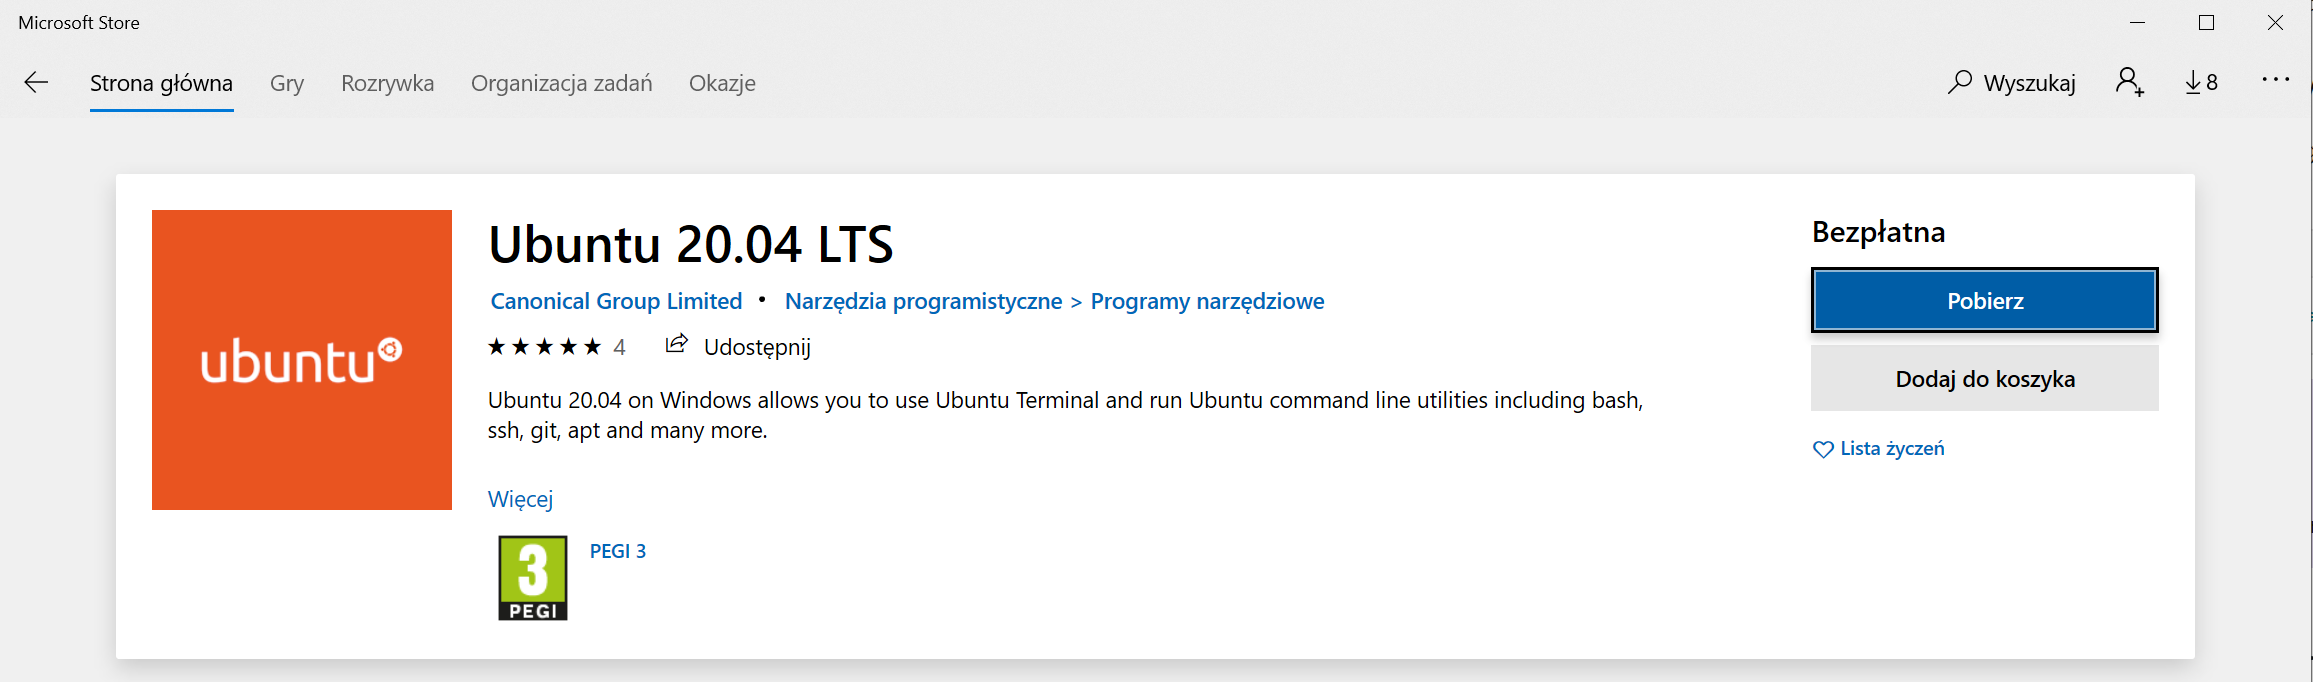 Microsoft Store
Strona główna Gry Rozrywka Organizacja zadań Okazje Wyszukaj 8
ubuntu
Ubuntu 20.04 LTS
Canonical Group Limited • Narzędzia programistyczne > Programy narzędziowe
4 Udostępnij
Ubuntu 20.04 on Windows allows you to use Ubuntu Terminal and run Ubuntu command line utilities including bash,
ssh, git, apt and many more.
Więcej
3
PEGI
PEGI 3
Bezpłatna
Pobierz
Dodaj do koszyka
Lista życzeń